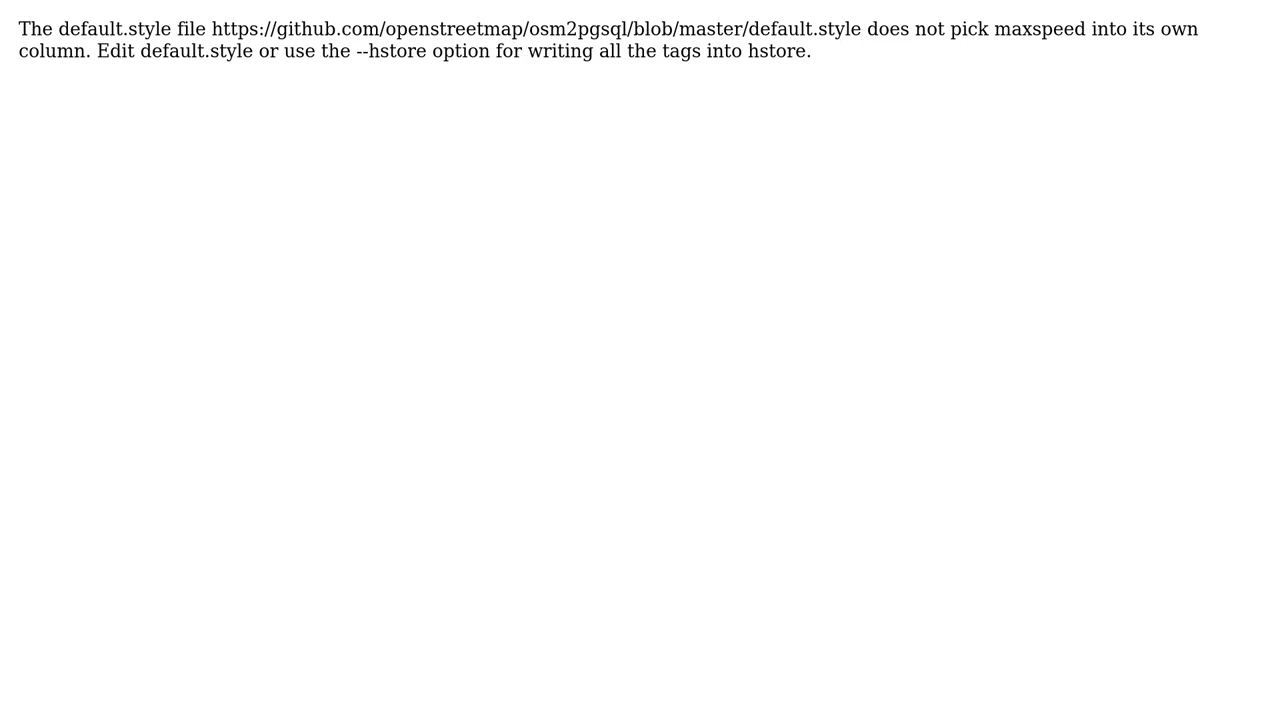 The default.style file https://github.com/openstreetmap/osm2pgsql/blob/master/default.style does not pick maxspeed into its own
column. Edit default.style or use the --hstore option for writing all the tags into hstore.